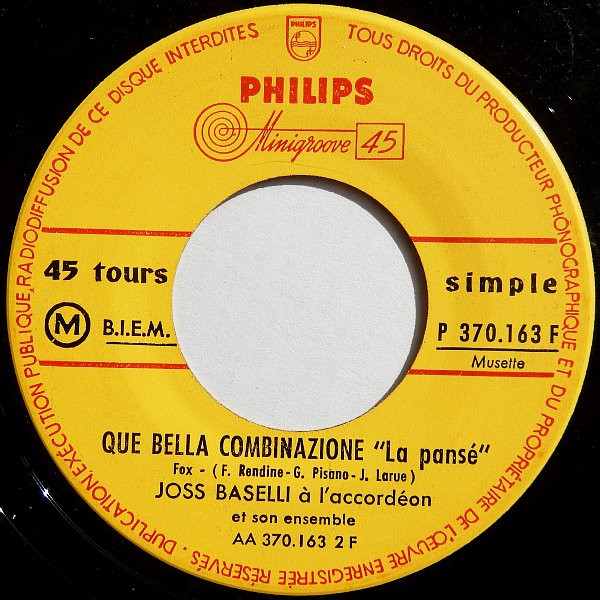 TOUS DROITS DU PRODUCTEUR PHONOGRAPHIQUE ET DU PROPRIÉTAIRE DE L'ŒUVRE ENREGISTRÉE RÉSERVÉS. DUPLICATION, EXÉCUTION PUBLIQUE, RADIODIFFUSION DE CE DISQUE INTERDITES
PHILIPS
PHILIPS
Minigroove 45
45 tours
simple
M B.I.E.M.
P 370.163 F
Musette
QUE BELLA COMBINAZIONE "La pansé"
Fox - (F. Rendine - G. Pisano - J. Larue)
JOSS BASELLI à l'accordéon
et son ensemble
AA 370.163 2 F